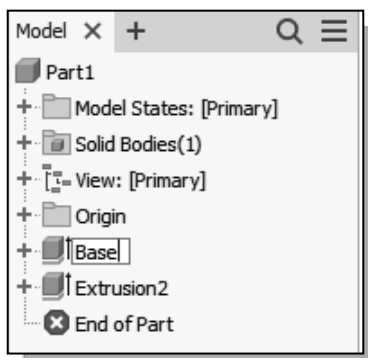 Model
Part1
Model States: [Primary]
Solid Bodies(1)
View: [Primary]
Origin
Base
Extrusion2
End of Part